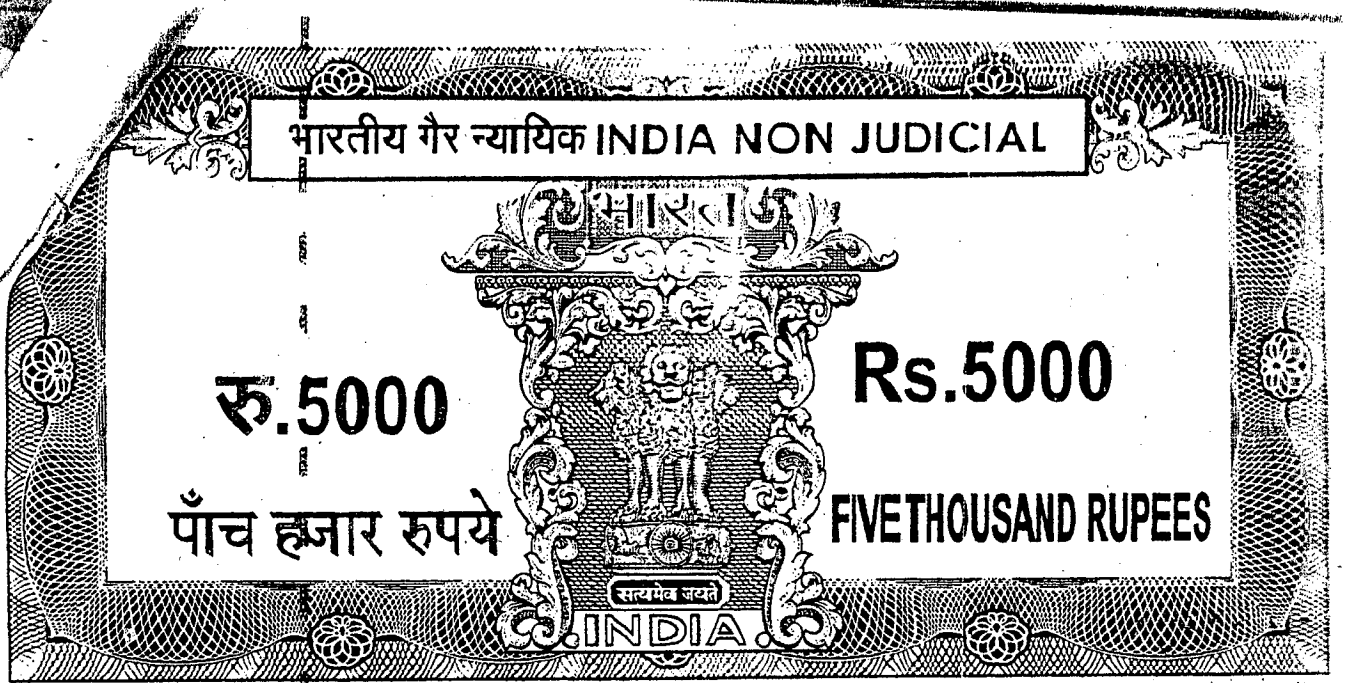 भारतीय गैर न्यायिक INDIA NON JUDICIAL
भारत
रु.5000
Rs.5000
पाँच हजार रुपये
FIVE THOUSAND RUPEES
सत्यमेव जयते
INDIA